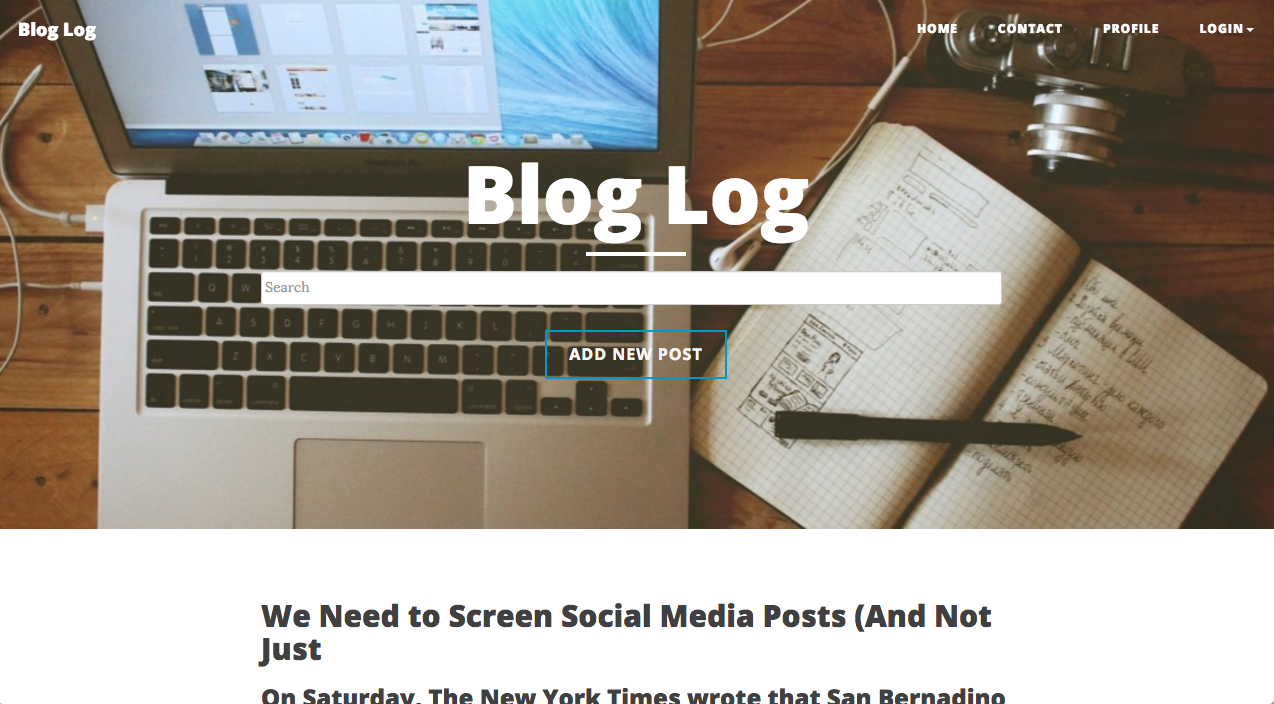 Blog Log
HOME CONTACT PROFILE LOGIN
Blog Log
Search
ADD NEW POST
We Need to Screen Social Media Posts (And Not
Just
On Saturday, The New York Times wrote that San Bernadino